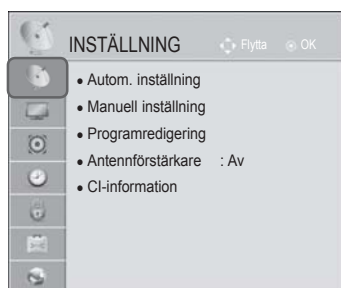 INSTÄLLNING Flytta OK
• Autom. inställning
• Manuell inställning
• Programredigering
• Antennförstärkare : Av
• CI-information